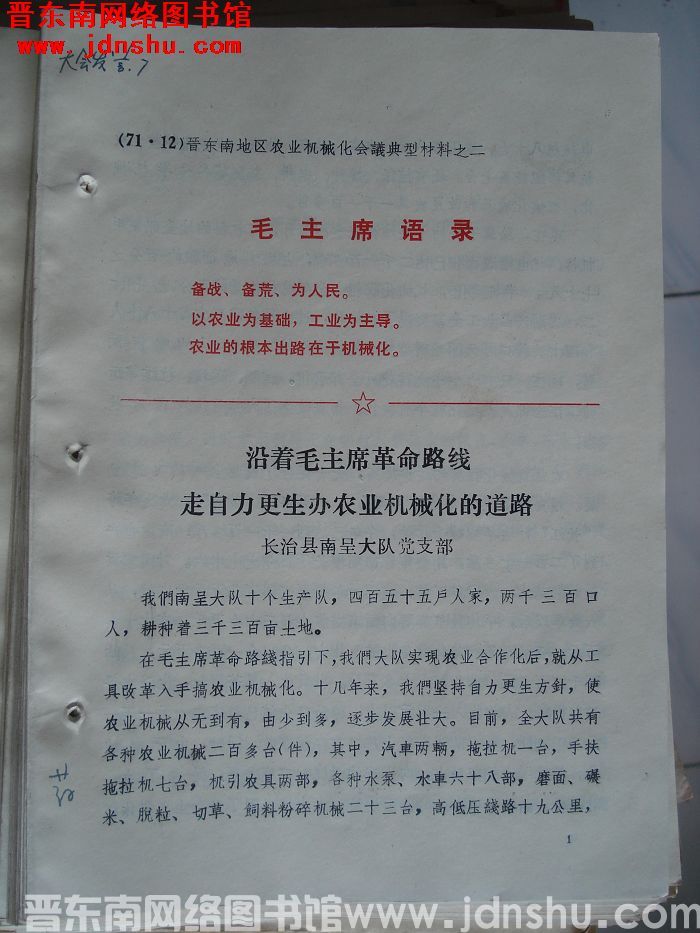 晋东南网络图书馆
www.jdnshu.com
大会发言.7
(71·12)晋东南地区农业机械化会議典型材料之二
毛主席语录
备战、备荒、为人民。
以农业为基础，工业为主导。
农业的根本出路在于机械化。
沿着毛主席革命路线
走自力更生办农业机械化的道路
长治县南呈大队党支部
我們南呈大队十个生产队，四百五十五戶人家，两千三百口
人，耕种着三千三百亩土地。
在毛主席革命路綫指引下，我們大队实现农业合作化后，就从工
具改革入手搞农业机械化。十几年来，我們坚持自力更生方針，使
农业机械从无到有，由少到多，逐步发展壮大。目前，全大队共有
各种农业机械二百多台(件)，其中，汽車两輛，拖拉机一台，手扶
拖拉机七台，机引农具两部，各种水泵、水車六十八部，磨面、碾
米、脫粒、切草、飼料粉碎机械二十三台，高低压綫路十九公里，
1
晋东南网络图书馆 www.jdnshu.com